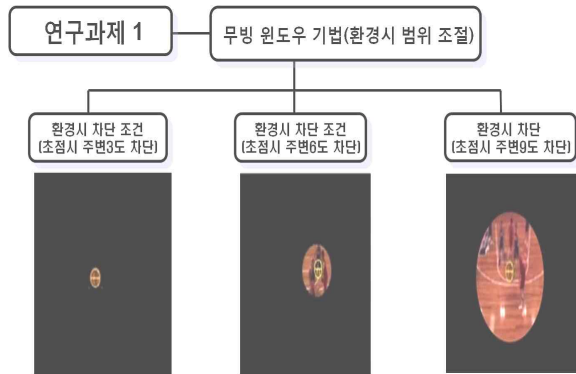 연구과제 1
무빙 윈도우 기법(환경시 범위 조절)
환경시 차단 조건
(초점시 주변3도 차단)
환경시 차단 조건
(초점시 주변6도 차단)
환경시 차단
(초점시 주변9도 차단)